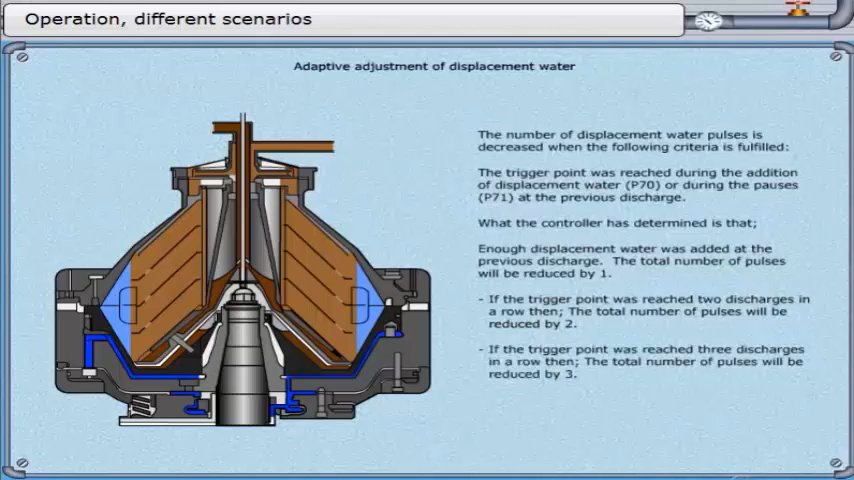 Operation, different scenarios
Adaptive adjustment of displacement water
The number of displacement water pulses is
decreased when the following criteria is fulfilled:
The trigger point was reached during the addition
of displacement water (P70) or during the pauses
(P71) at the previous discharge.
What the controller has determined is that;
Enough displacement water was added at the
previous discharge. The total number of pulses
will be reduced by 1.
- If the trigger point was reached two discharges in
a row then; The total number of pulses will be
reduced by 2.
- If the trigger point was reached three discharges
in a row then; The total number of pulses will be
reduced by 3.